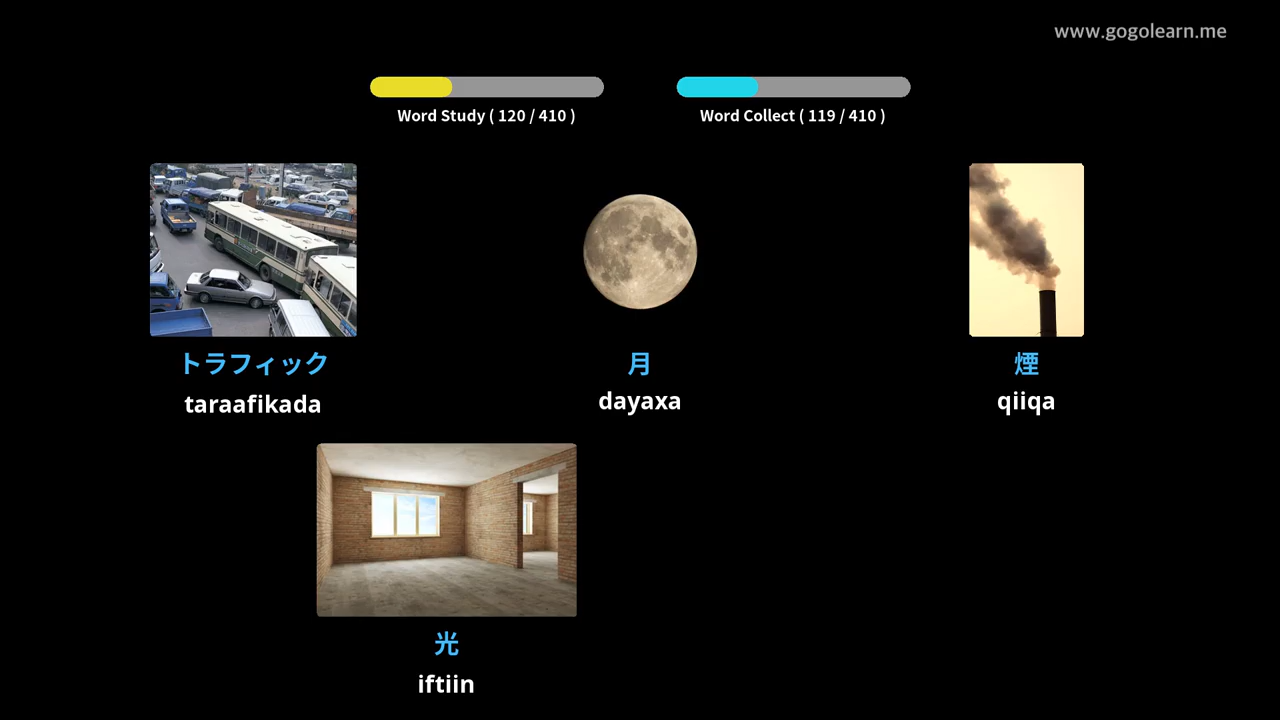 www.gogolearn.me
Word Study ( 120 / 410 )
Word Collect ( 119 / 410 )
トラフィック
taraafikada
月
dayaxa
煙
qiiqa
光
iftiin